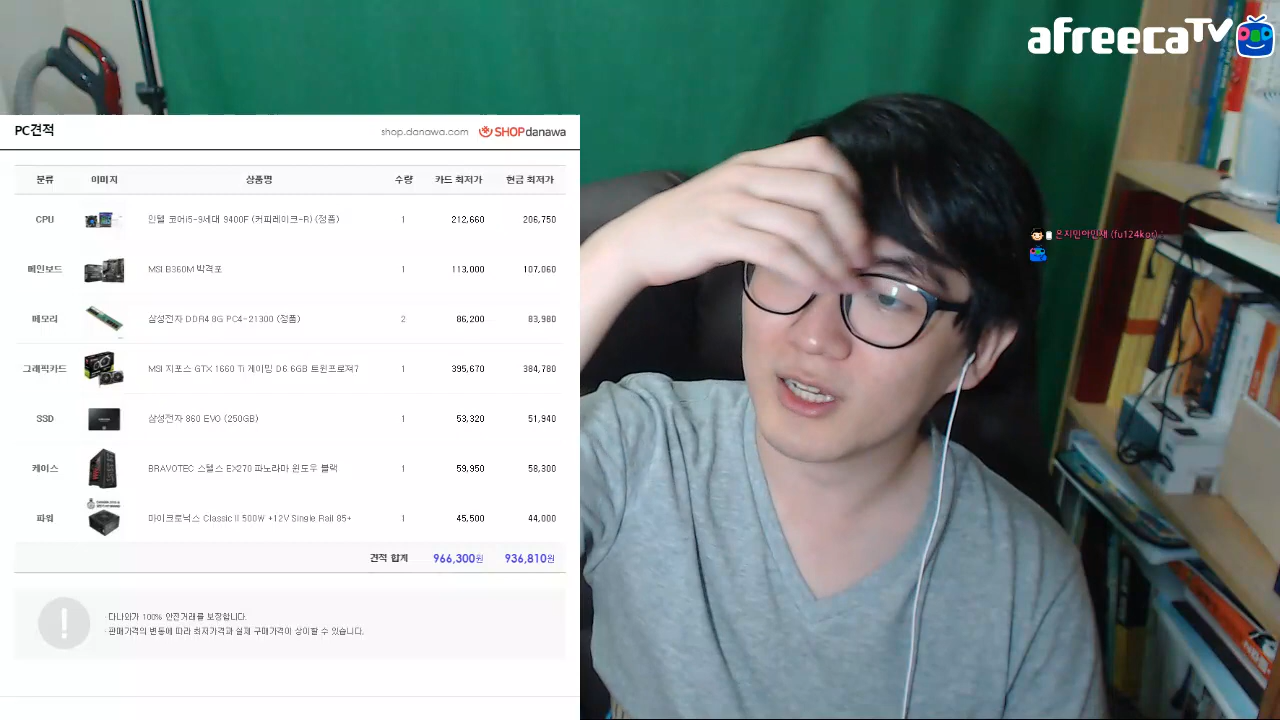 afreecaTV
PC견적
shop.danawa.com SHOPdanawa
분류 이미지 상품명 수량 카드 최저가 현금 최저가
CPU 인텔 코어i5-9세대 9400F (커피레이크-R) (정품) 1 212,660 206,750
메인보드 MSI B360M 박격포 1 113,000 107,060
메모리 삼성전자 DDR4 8G PC4-21300 (정품) 2 86,200 83,980
그래픽카드 MSI 지포스 GTX 1660 Ti 게이밍 D6 6GB 트윈프로져7 1 395,670 384,780
SSD 삼성전자 860 EVO (250GB) 1 53,320 51,940
케이스 BRAVOTEC 스텔스 EX270 파노라마 윈도우 블랙 1 59,950 58,300
파워 마이크로닉스 Classic II 500W +12V Single Rail 85+ 1 45,500 44,000
견적 합계 966,300원 936,810원
· 다나와가 100% 안전거래를 보장합니다.
· 판매가격의 변동에 따라 최저가격과 실제 구매가격이 상이할 수 있습니다.
(fu124kor)